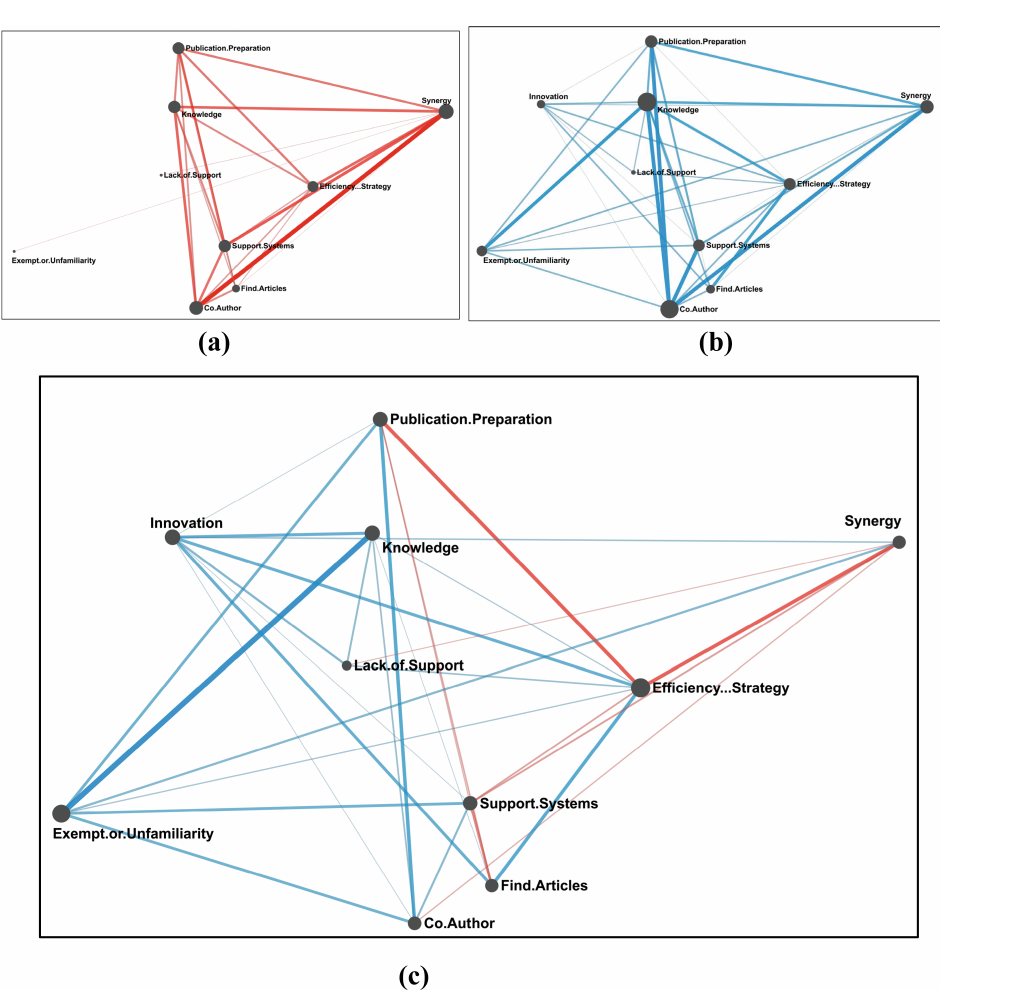 Publication.Preparation
Synergy
Knowledge
Lack.of.Support
Efficiency...Strategy
Support.Systems
Exempt.or.Unfamiliarity
Find.Articles
Co.Author
(a)
Publication.Preparation
Innovation
Synergy
Knowledge
Lack.of.Support
Efficiency...Strategy
Support.Systems
Exempt.or.Unfamiliarity
Find.Articles
Co.Author
(b)
Publication.Preparation
Innovation
Synergy
Knowledge
Lack.of.Support
Efficiency...Strategy
Support.Systems
Exempt.or.Unfamiliarity
Find.Articles
Co.Author
(c)